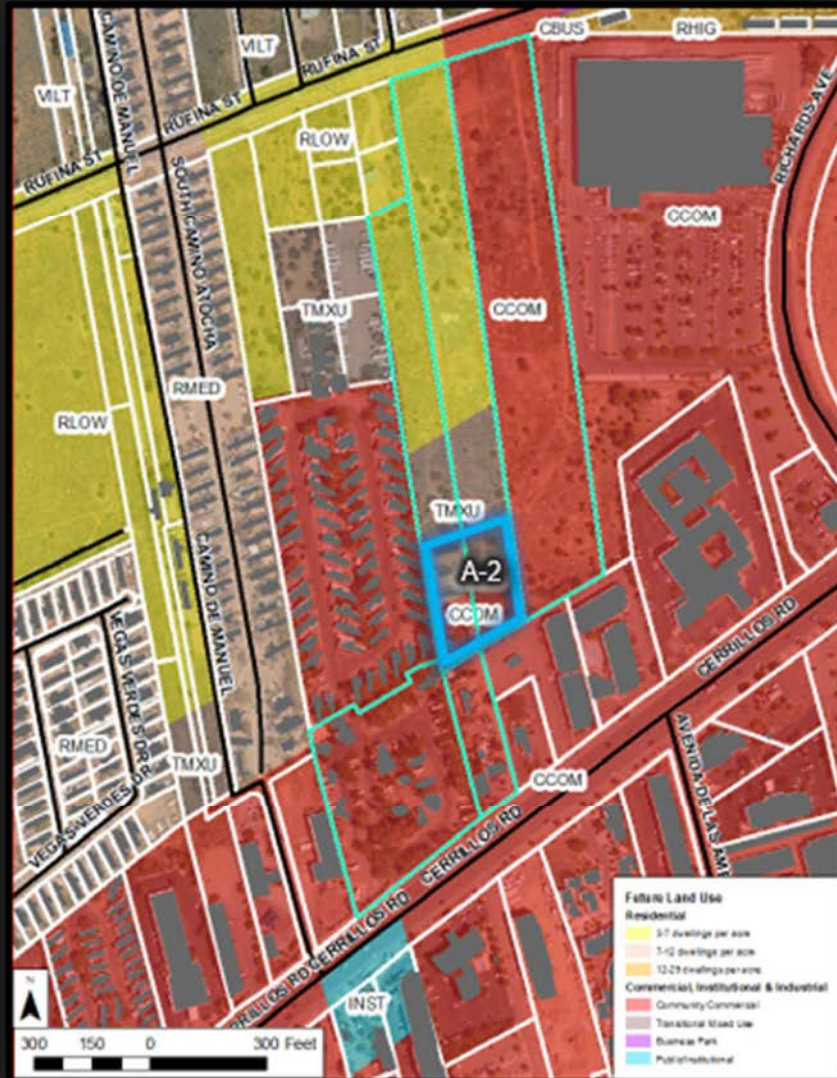 CBUS
RHIG
VILT
VILT
RUFINA ST
RUFINA ST
RUFINA ST
CAMINO DE MANUEL
SOUTH CAMINO ATOCHA
RICHARDS AVE
RLOW
CCOM
TMXU
CCOM
RMED
RLOW
TMXU
A-2
CCOM
CAMINO DE MANUEL
CERRILLOS RD
VEGAS VERDES DR
RMED
TMXU
CCOM
VEGAS VERDES DR
AVENIDA DE LAS AME
CERRILLOS RD
CERRILLOS RD
RRILLOS RD
INST
N
300 150 0 300 Feet
Future Land Use
Residential
3-7 dwellings per acre
7-12 dwellings per acre
12-29 dwellings per acre
Commercial, Institutional & Industrial
Community Commercial
Transitional Mixed Use
Business Park
Public/Institutional